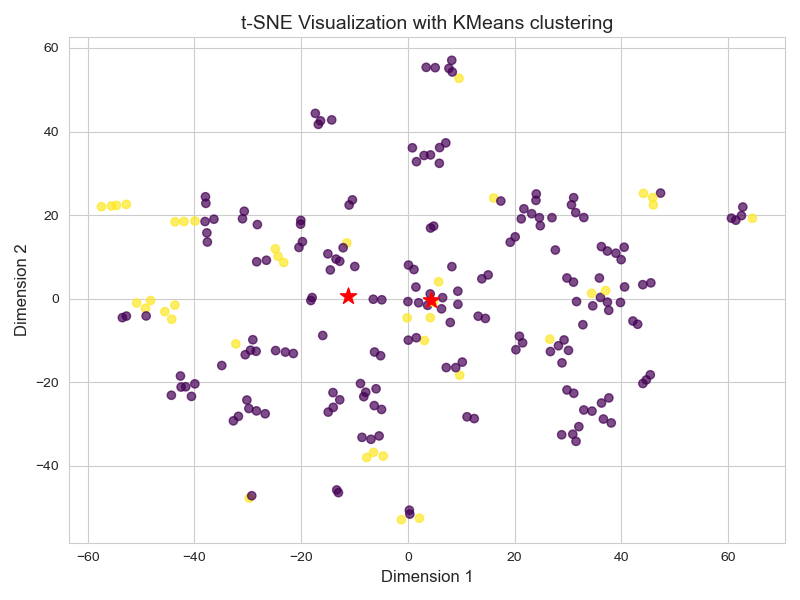 t-SNE Visualization with KMeans clustering
60
40
20
0
−20
−40
−60 −40 −20 0 20 40 60
Dimension 2
Dimension 1